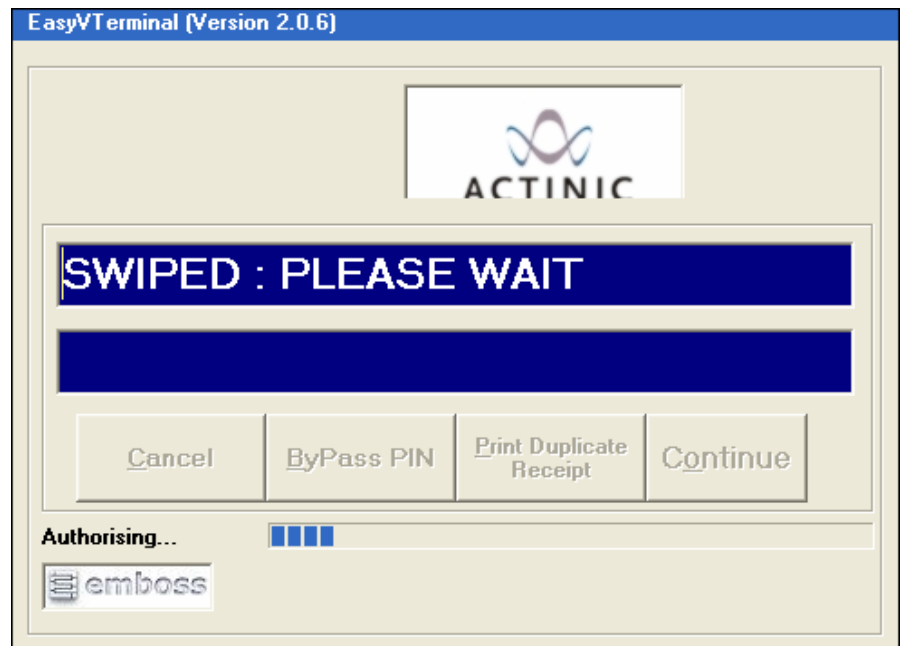 EasyVTerminal (Version 2.0.6)
ACTINIC
SWIPED : PLEASE WAIT
Cancel
ByPass PIN
Print Duplicate
Receipt
Continue
Authorising...
emboss